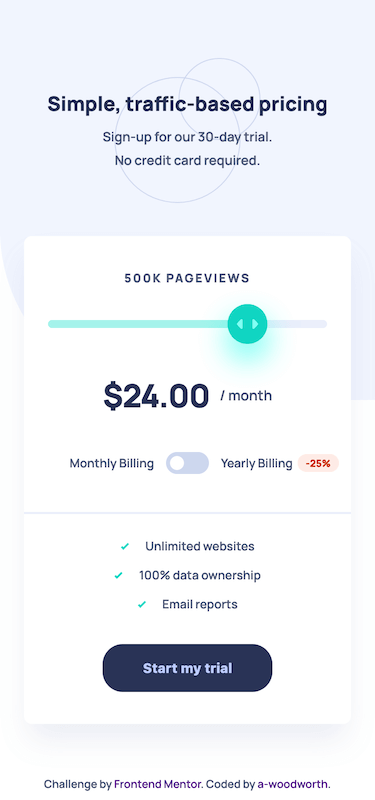 Simple, traffic-based pricing
Sign-up for our 30-day trial.
No credit card required.
500K PAGEVIEWS
$24.00 / month
Monthly Billing Yearly Billing -25%
Unlimited websites
100% data ownership
Email reports
Start my trial
Challenge by Frontend Mentor. Coded by a-woodworth.